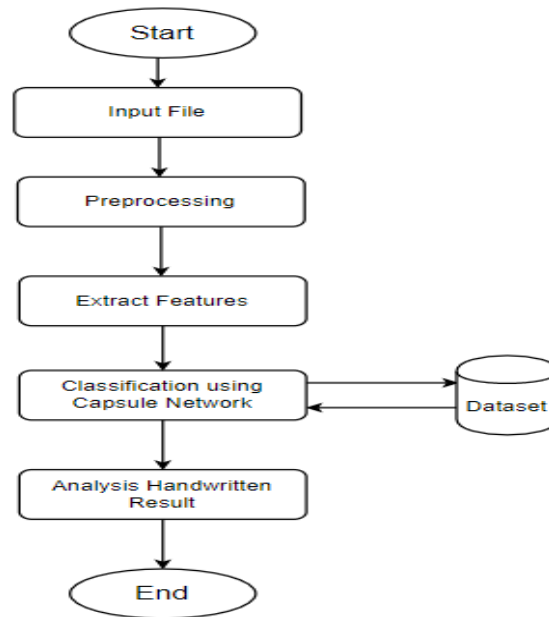 Start
Input File
Preprocessing
Extract Features
Classification using
Capsule Network
Dataset
Analysis Handwritten
Result
End